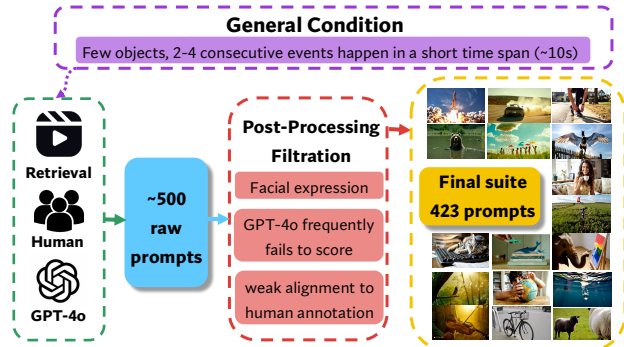 General Condition
Few objects, 2-4 consecutive events happen in a short time span (~10s)
Retrieval
Human
GPT-4o
~500
raw
prompts
Post-Processing
Filtration
Facial expression
GPT-4o frequently
fails to score
weak alignment to
human annotation
Final suite
423 prompts